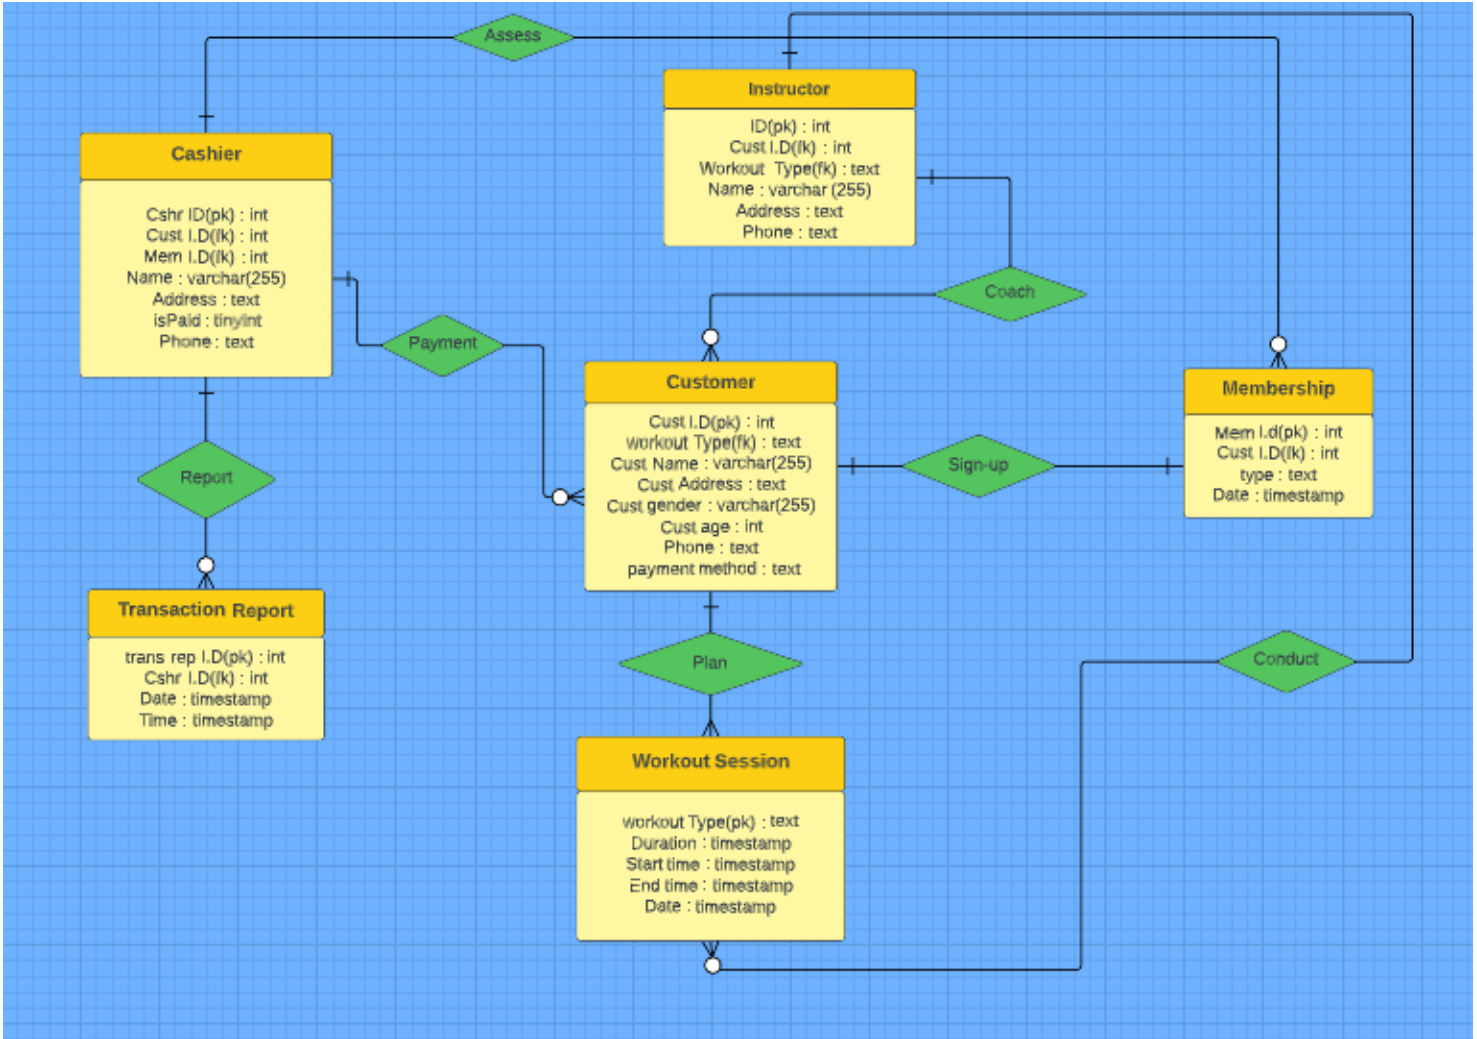 Assess
Instructor
ID(pk) : int
Cust I.D(fk) : int
Workout Type(fk) : text
Name : varchar (255)
Address : text
Phone : text
Cashier
Cshr ID(pk) : int
Cust I.D(fk) : int
Mem I.D(fk) : int
Name : varchar(255)
Address : text
isPaid : tinyint
Phone : text
Coach
Payment
Customer
Cust I.D(pk) : int
workout Type(fk) : text
Cust Name : varchar(255)
Cust Address : text
Cust gender : varchar(255)
Cust age : int
Phone : text
payment method : text
Membership
Mem I.d(pk) : int
Cust I.D(fk) : int
type : text
Date : timestamp
Sign-up
Report
Transaction Report
trans rep I.D(pk) : int
Cshr I.D(fk) : int
Date : timestamp
Time : timestamp
Plan
Conduct
Workout Session
workout Type(pk) : text
Duration : timestamp
Start time : timestamp
End time : timestamp
Date : timestamp